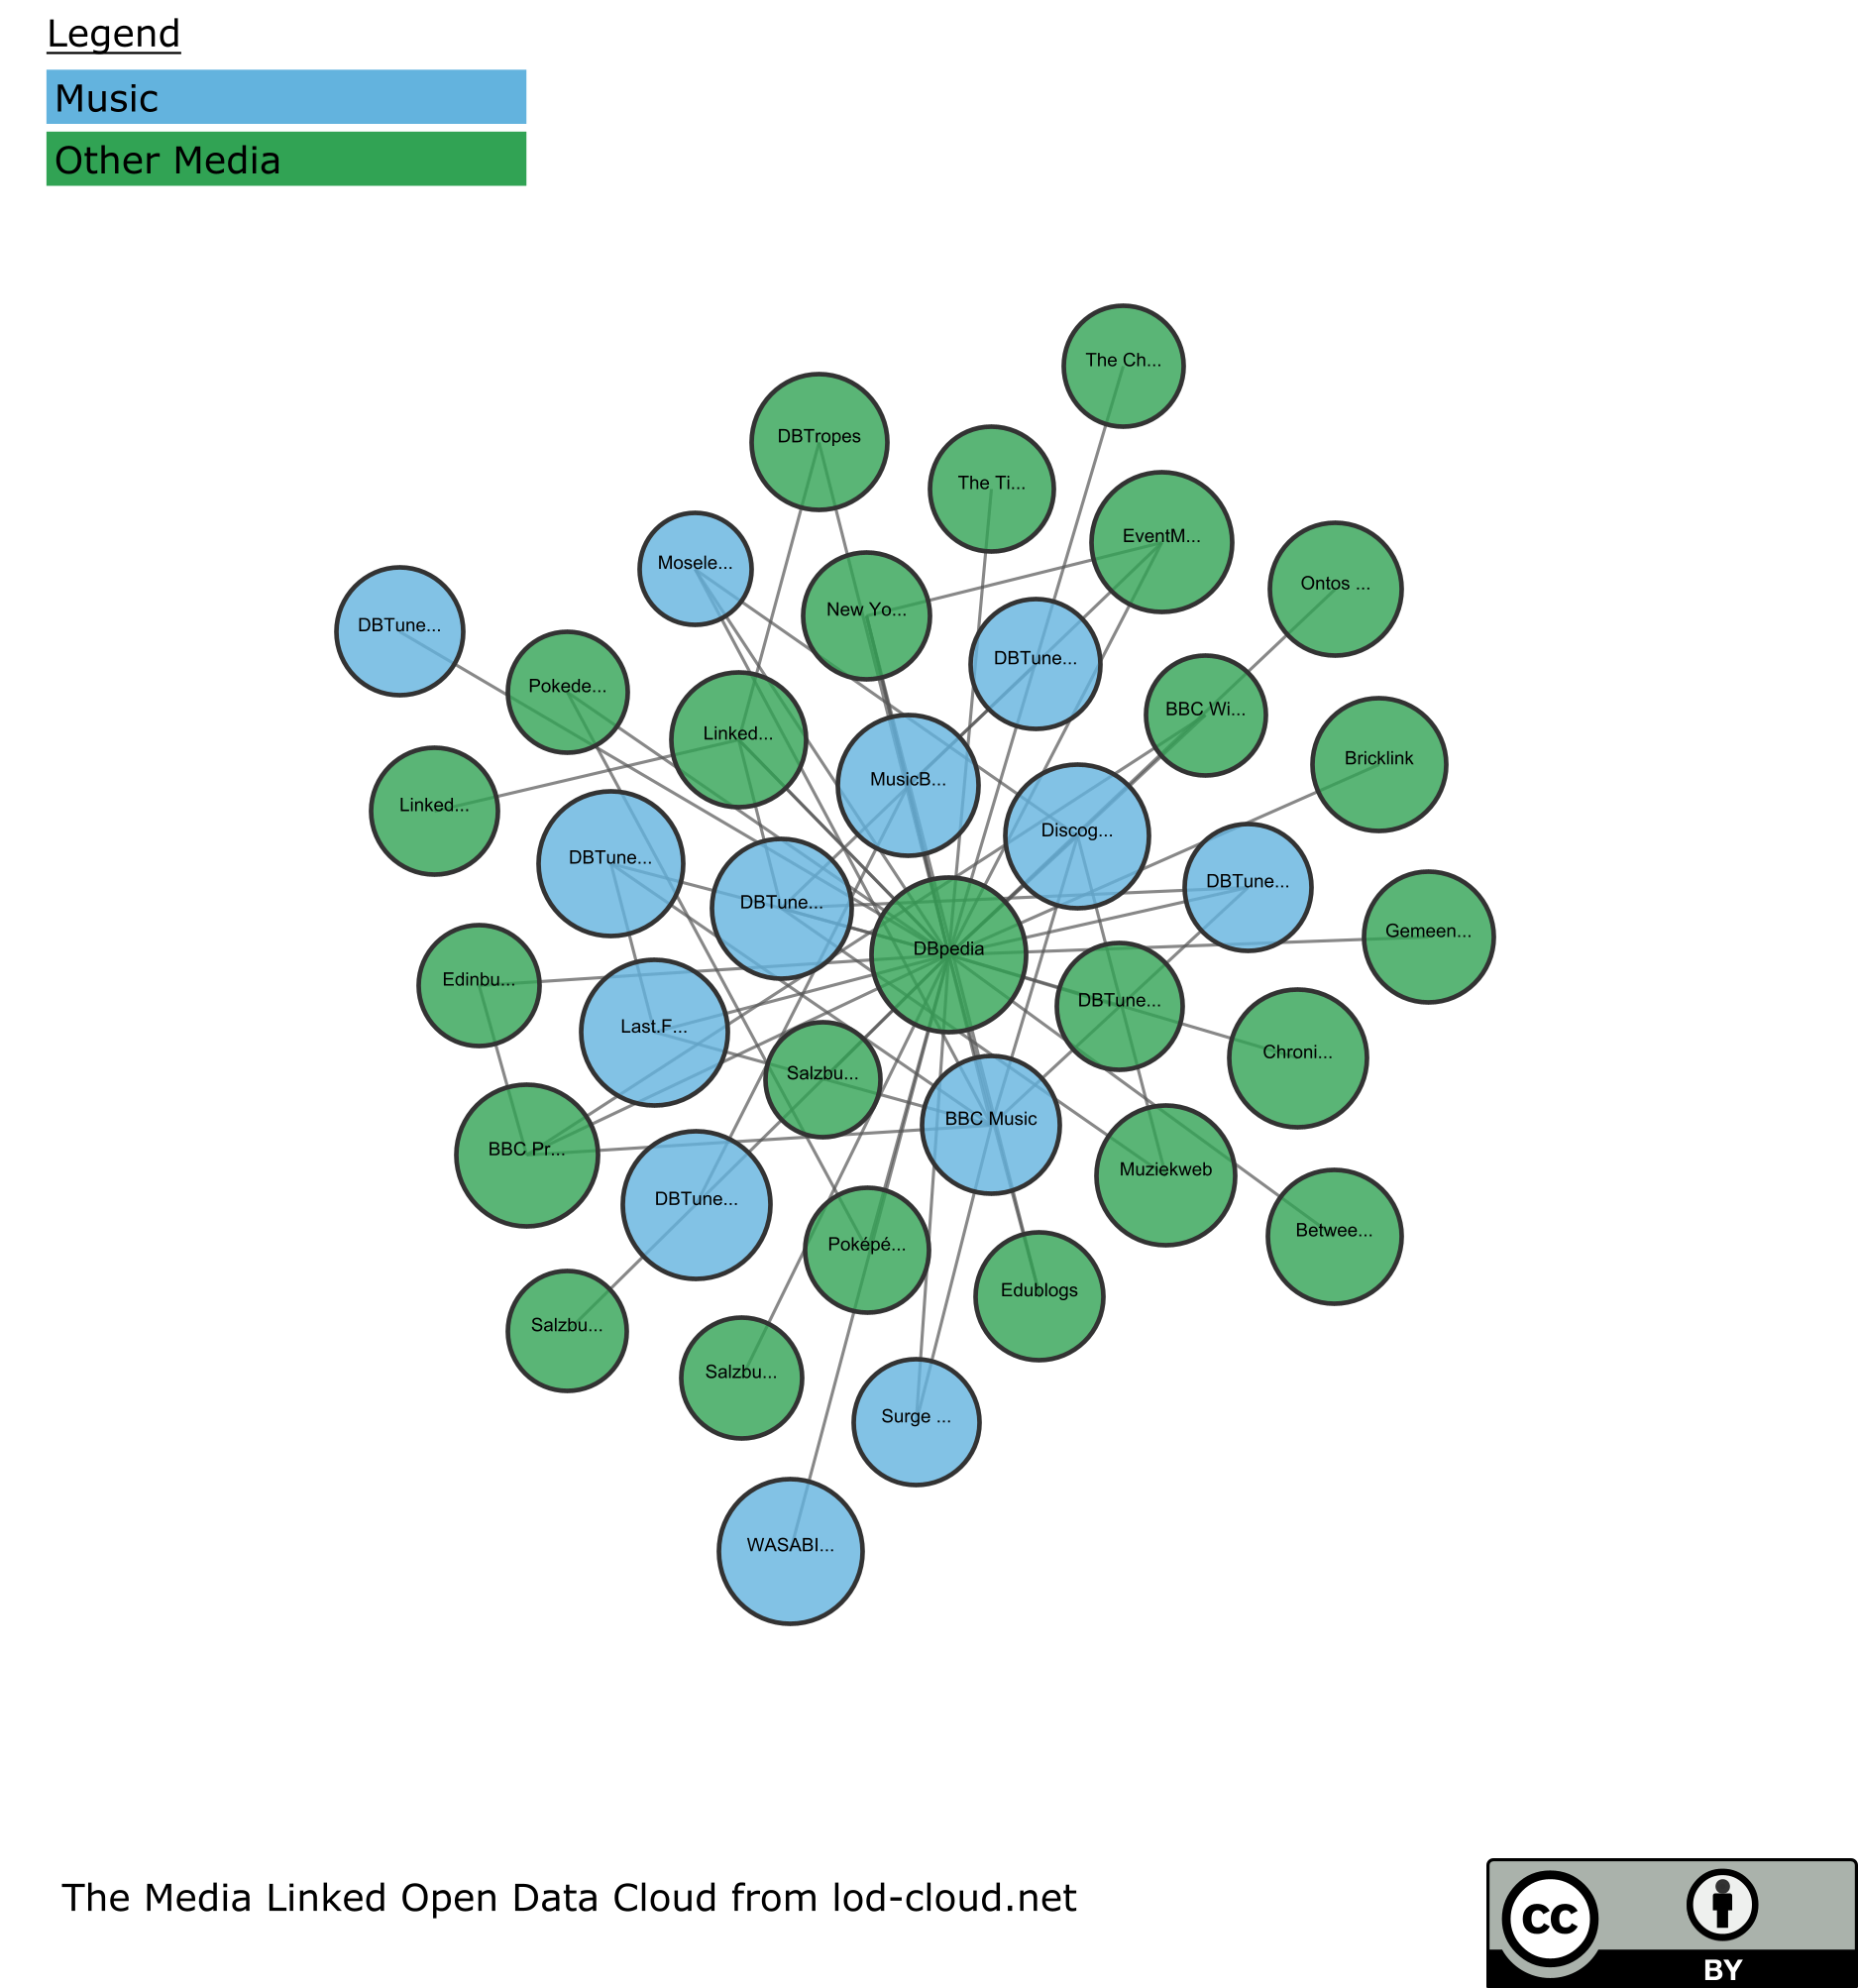 Legend
Music
Other Media
The Ch...
DBTropes
The Ti...
EventM...
Mosele...
Ontos ...
New Yo...
DBTune...
DBTune...
Pokede...
BBC Wi...
Linked...
Bricklink
MusicB...
Linked...
Discog...
DBTune...
DBTune...
DBTune...
Gemeen...
DBpedia
Edinbu...
DBTune...
Last.F...
Chroni...
Salzbu...
BBC Music
BBC Pr...
Muziekweb
DBTune...
Betwee...
Poképé...
Edublogs
Salzbu...
Salzbu...
Surge ...
WASABI...
The Media Linked Open Data Cloud from lod-cloud.net
cc
BY